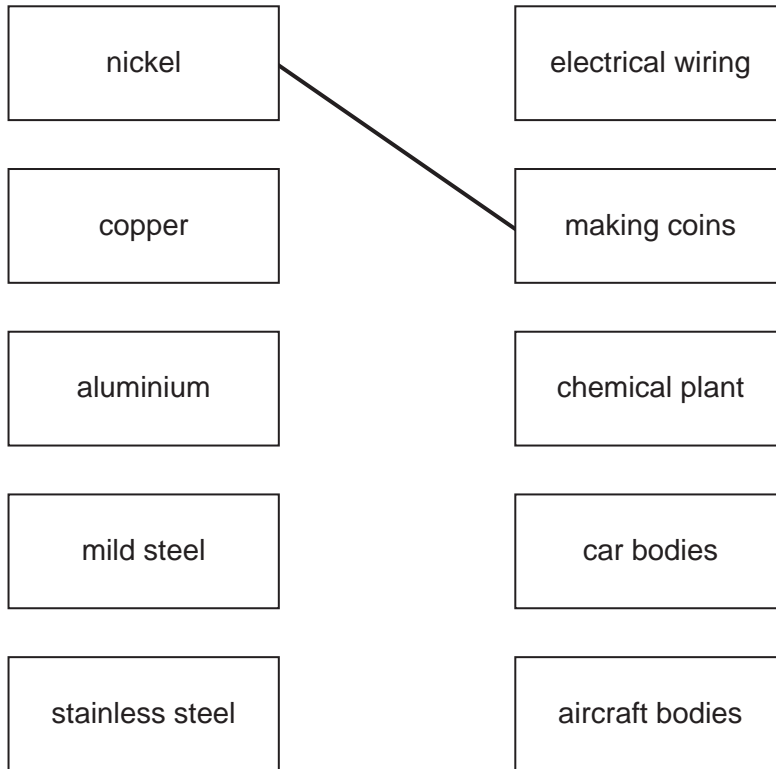 nickel
electrical wiring
copper
making coins
aluminium
chemical plant
mild steel
car bodies
stainless steel
aircraft bodies